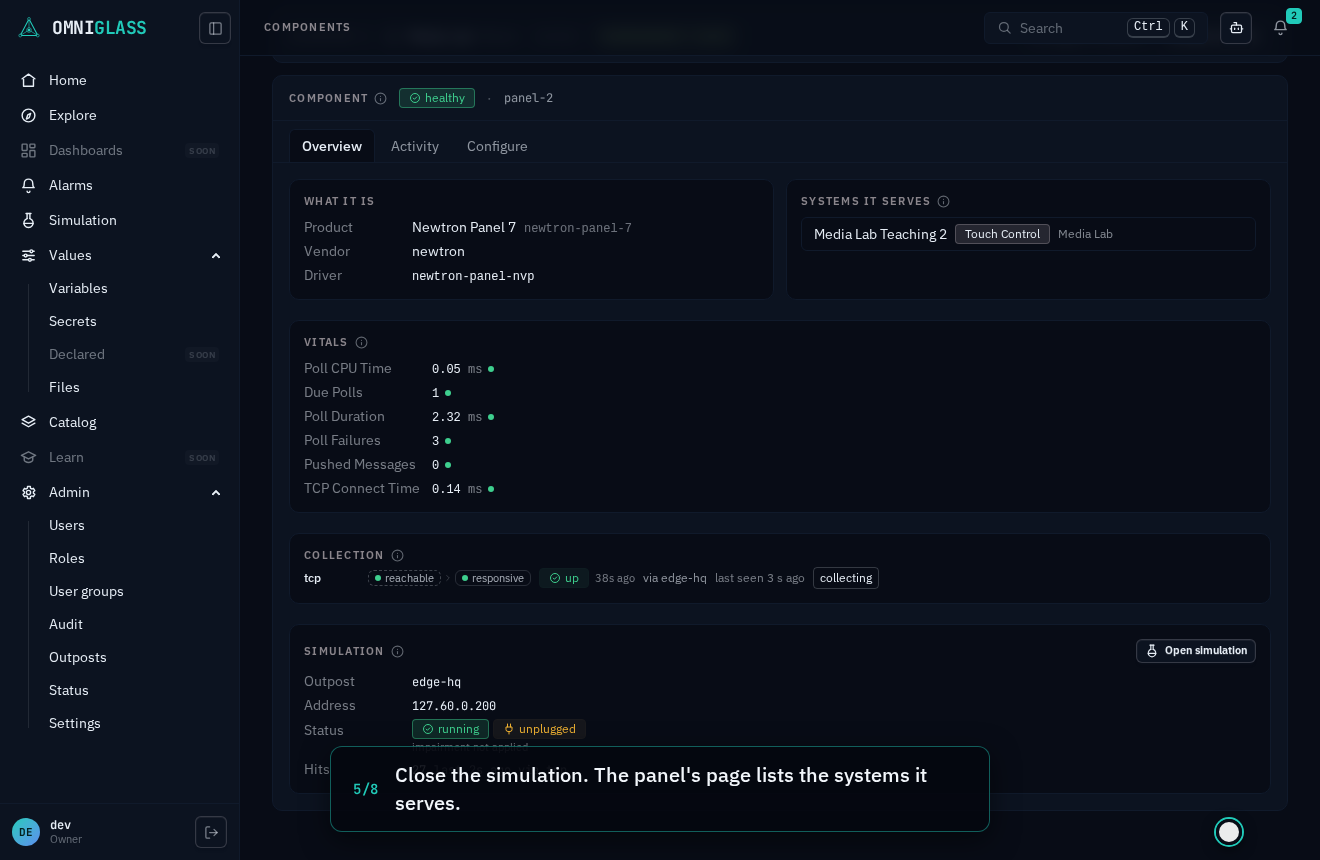 OMNIGLASS
COMPONENTS
Search
Ctrl K
2
Home
Explore
Dashboards SOON
Alarms
Simulation
Values
Variables
Secrets
Declared SOON
Files
Catalog
Learn SOON
Admin
Users
Roles
User groups
Audit
Outposts
Status
Settings
DE
dev
Owner
COMPONENT healthy · panel-2
Overview Activity Configure
WHAT IT IS
Product Newtron Panel 7 newtron-panel-7
Vendor newtron
Driver newtron-panel-nvp
SYSTEMS IT SERVES
Media Lab Teaching 2 Touch Control Media Lab
VITALS
Poll CPU Time 0.05 ms
Due Polls 1
Poll Duration 2.32 ms
Poll Failures 3
Pushed Messages 0
TCP Connect Time 0.14 ms
COLLECTION
tcp reachable › responsive up 38s ago via edge-hq last seen 3 s ago collecting
SIMULATION
Open simulation
Outpost edge-hq
Address 127.60.0.200
Status running unplugged
impairment not applied
Hits
5/8
Close the simulation. The panel's page lists the systems it
serves.